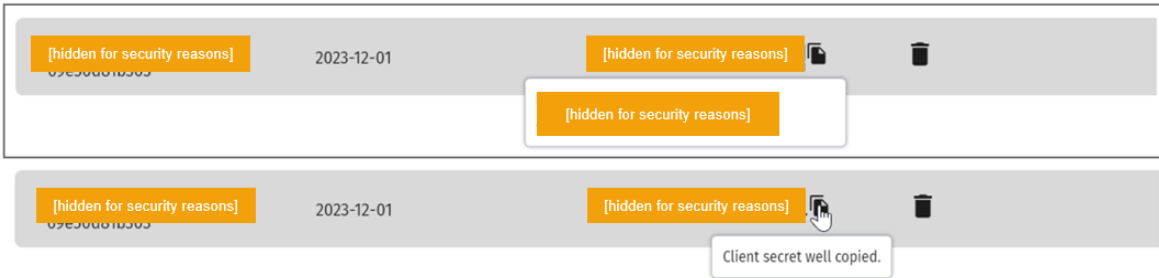 [hidden for security reasons] 2023-12-01 [hidden for security reasons]
[hidden for security reasons]
[hidden for security reasons] 2023-12-01 [hidden for security reasons]
Client secret well copied.